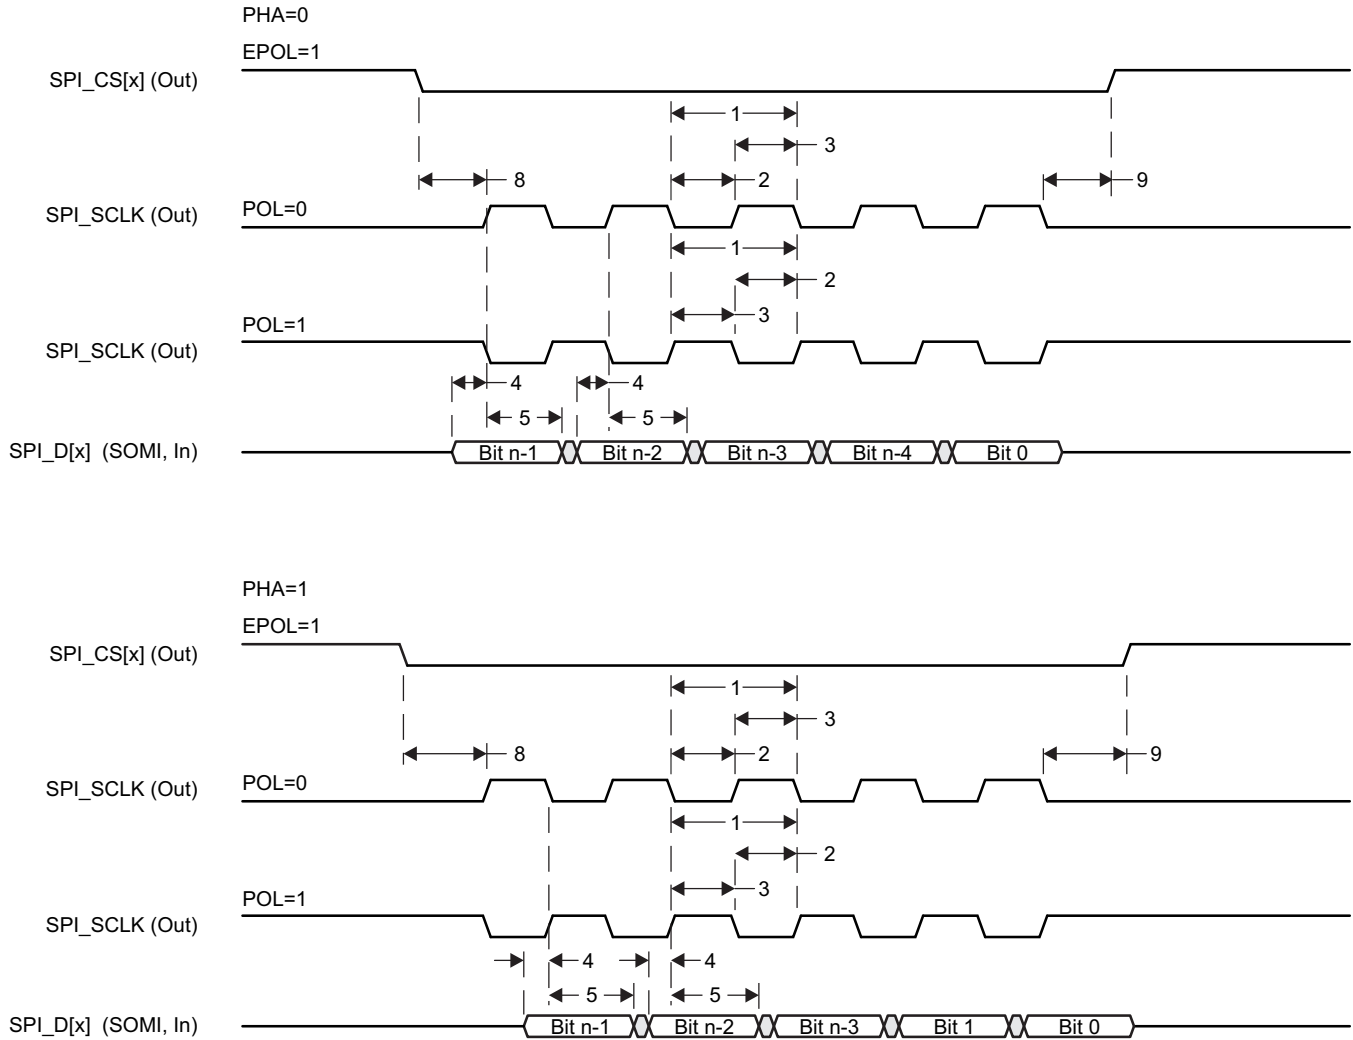 PHA=0
EPOL=1
SPI_CS[x] (Out)
1
3
8
2
9
SPI_SCLK (Out)
POL=0
1
2
3
POL=1
SPI_SCLK (Out)
4
4
5
5
SPI_D[x] (SOMI, In)
Bit n-1
Bit n-2
Bit n-3
Bit n-4
Bit 0
PHA=1
EPOL=1
SPI_CS[x] (Out)
1
3
8
2
9
SPI_SCLK (Out)
POL=0
1
2
3
POL=1
SPI_SCLK (Out)
4
4
5
5
SPI_D[x] (SOMI, In)
Bit n-1
Bit n-2
Bit n-3
Bit 1
Bit 0